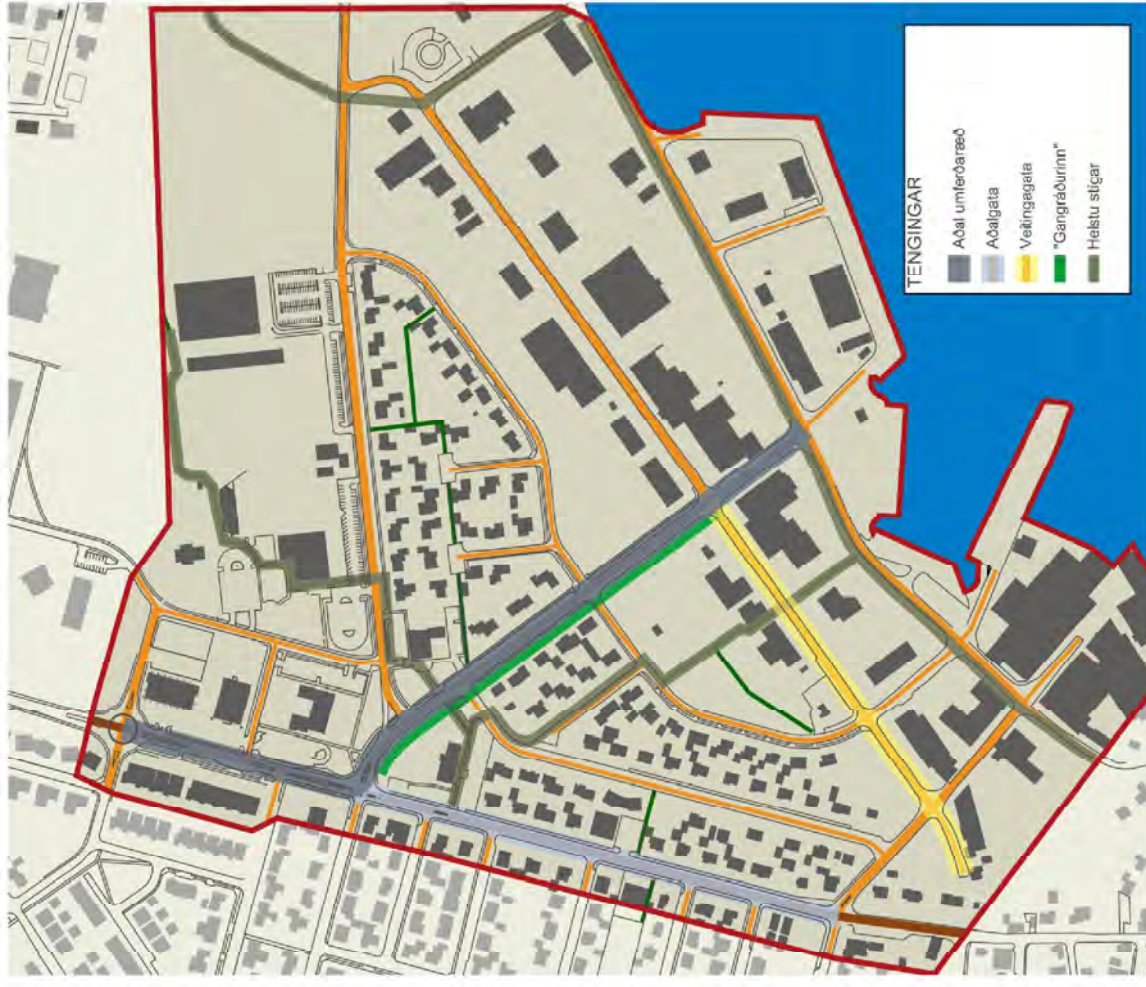 TENGINGAR
Aðal umferðaræð
Aðalgata
Veitingagata
"Gangráðurinn"
Helstu stígar